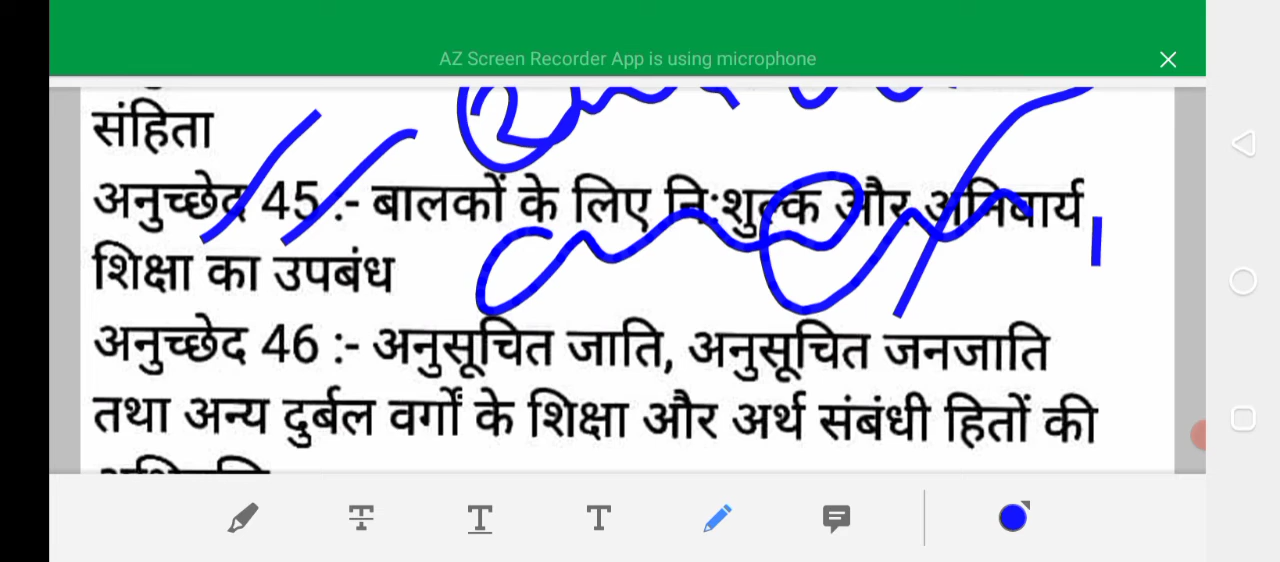 AZ Screen Recorder App is using microphone
संहिता
अनुच्छेद 45 :- बालकों के लिए नि:शुल्क और अनिवार्य
शिक्षा का उपबंध
अनुच्छेद 46 :- अनुसूचित जाति, अनुसूचित जनजाति
तथा अन्य दुर्बल वर्गों के शिक्षा और अर्थ संबंधी हितों की